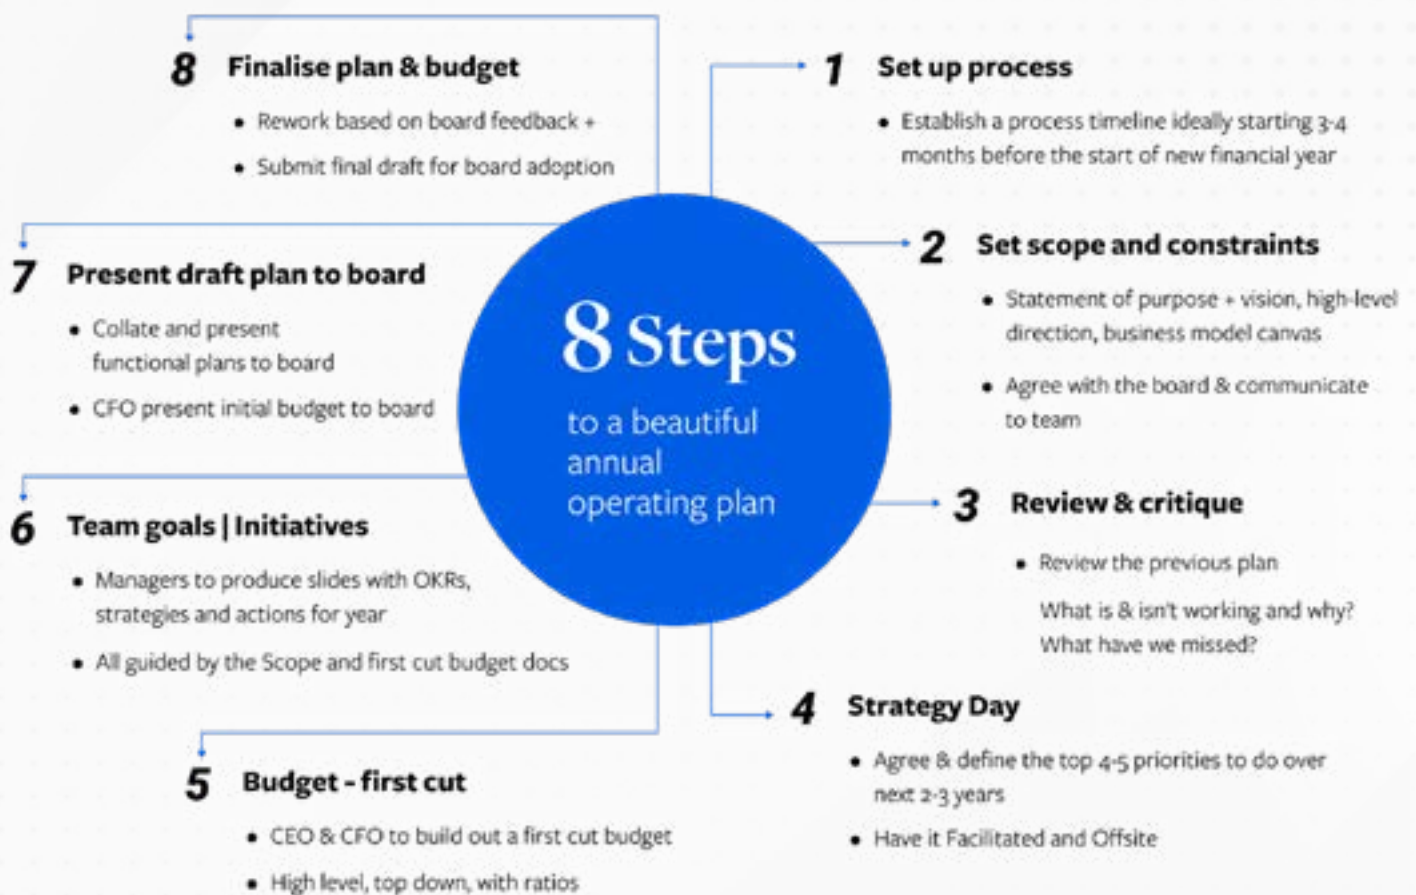 8 Steps
to a beautiful
annual
operating plan
1 Set up process
• Establish a process timeline ideally starting 3-4
months before the start of new financial year
2 Set scope and constraints
• Statement of purpose + vision, high-level
direction, business model canvas
• Agree with the board & communicate
to team
3 Review & critique
• Review the previous plan
What is & isn't working and why?
What have we missed?
4 Strategy Day
• Agree & define the top 4-5 priorities to do over
next 2-3 years
• Have it Facilitated and Offsite
5 Budget - first cut
• CEO & CFO to build out a first cut budget
• High level, top down, with ratios
6 Team goals | Initiatives
• Managers to produce slides with OKRs,
strategies and actions for year
• All guided by the Scope and first cut budget docs
7 Present draft plan to board
• Collate and present
functional plans to board
• CFO present initial budget to board
8 Finalise plan & budget
• Rework based on board feedback +
• Submit final draft for board adoption